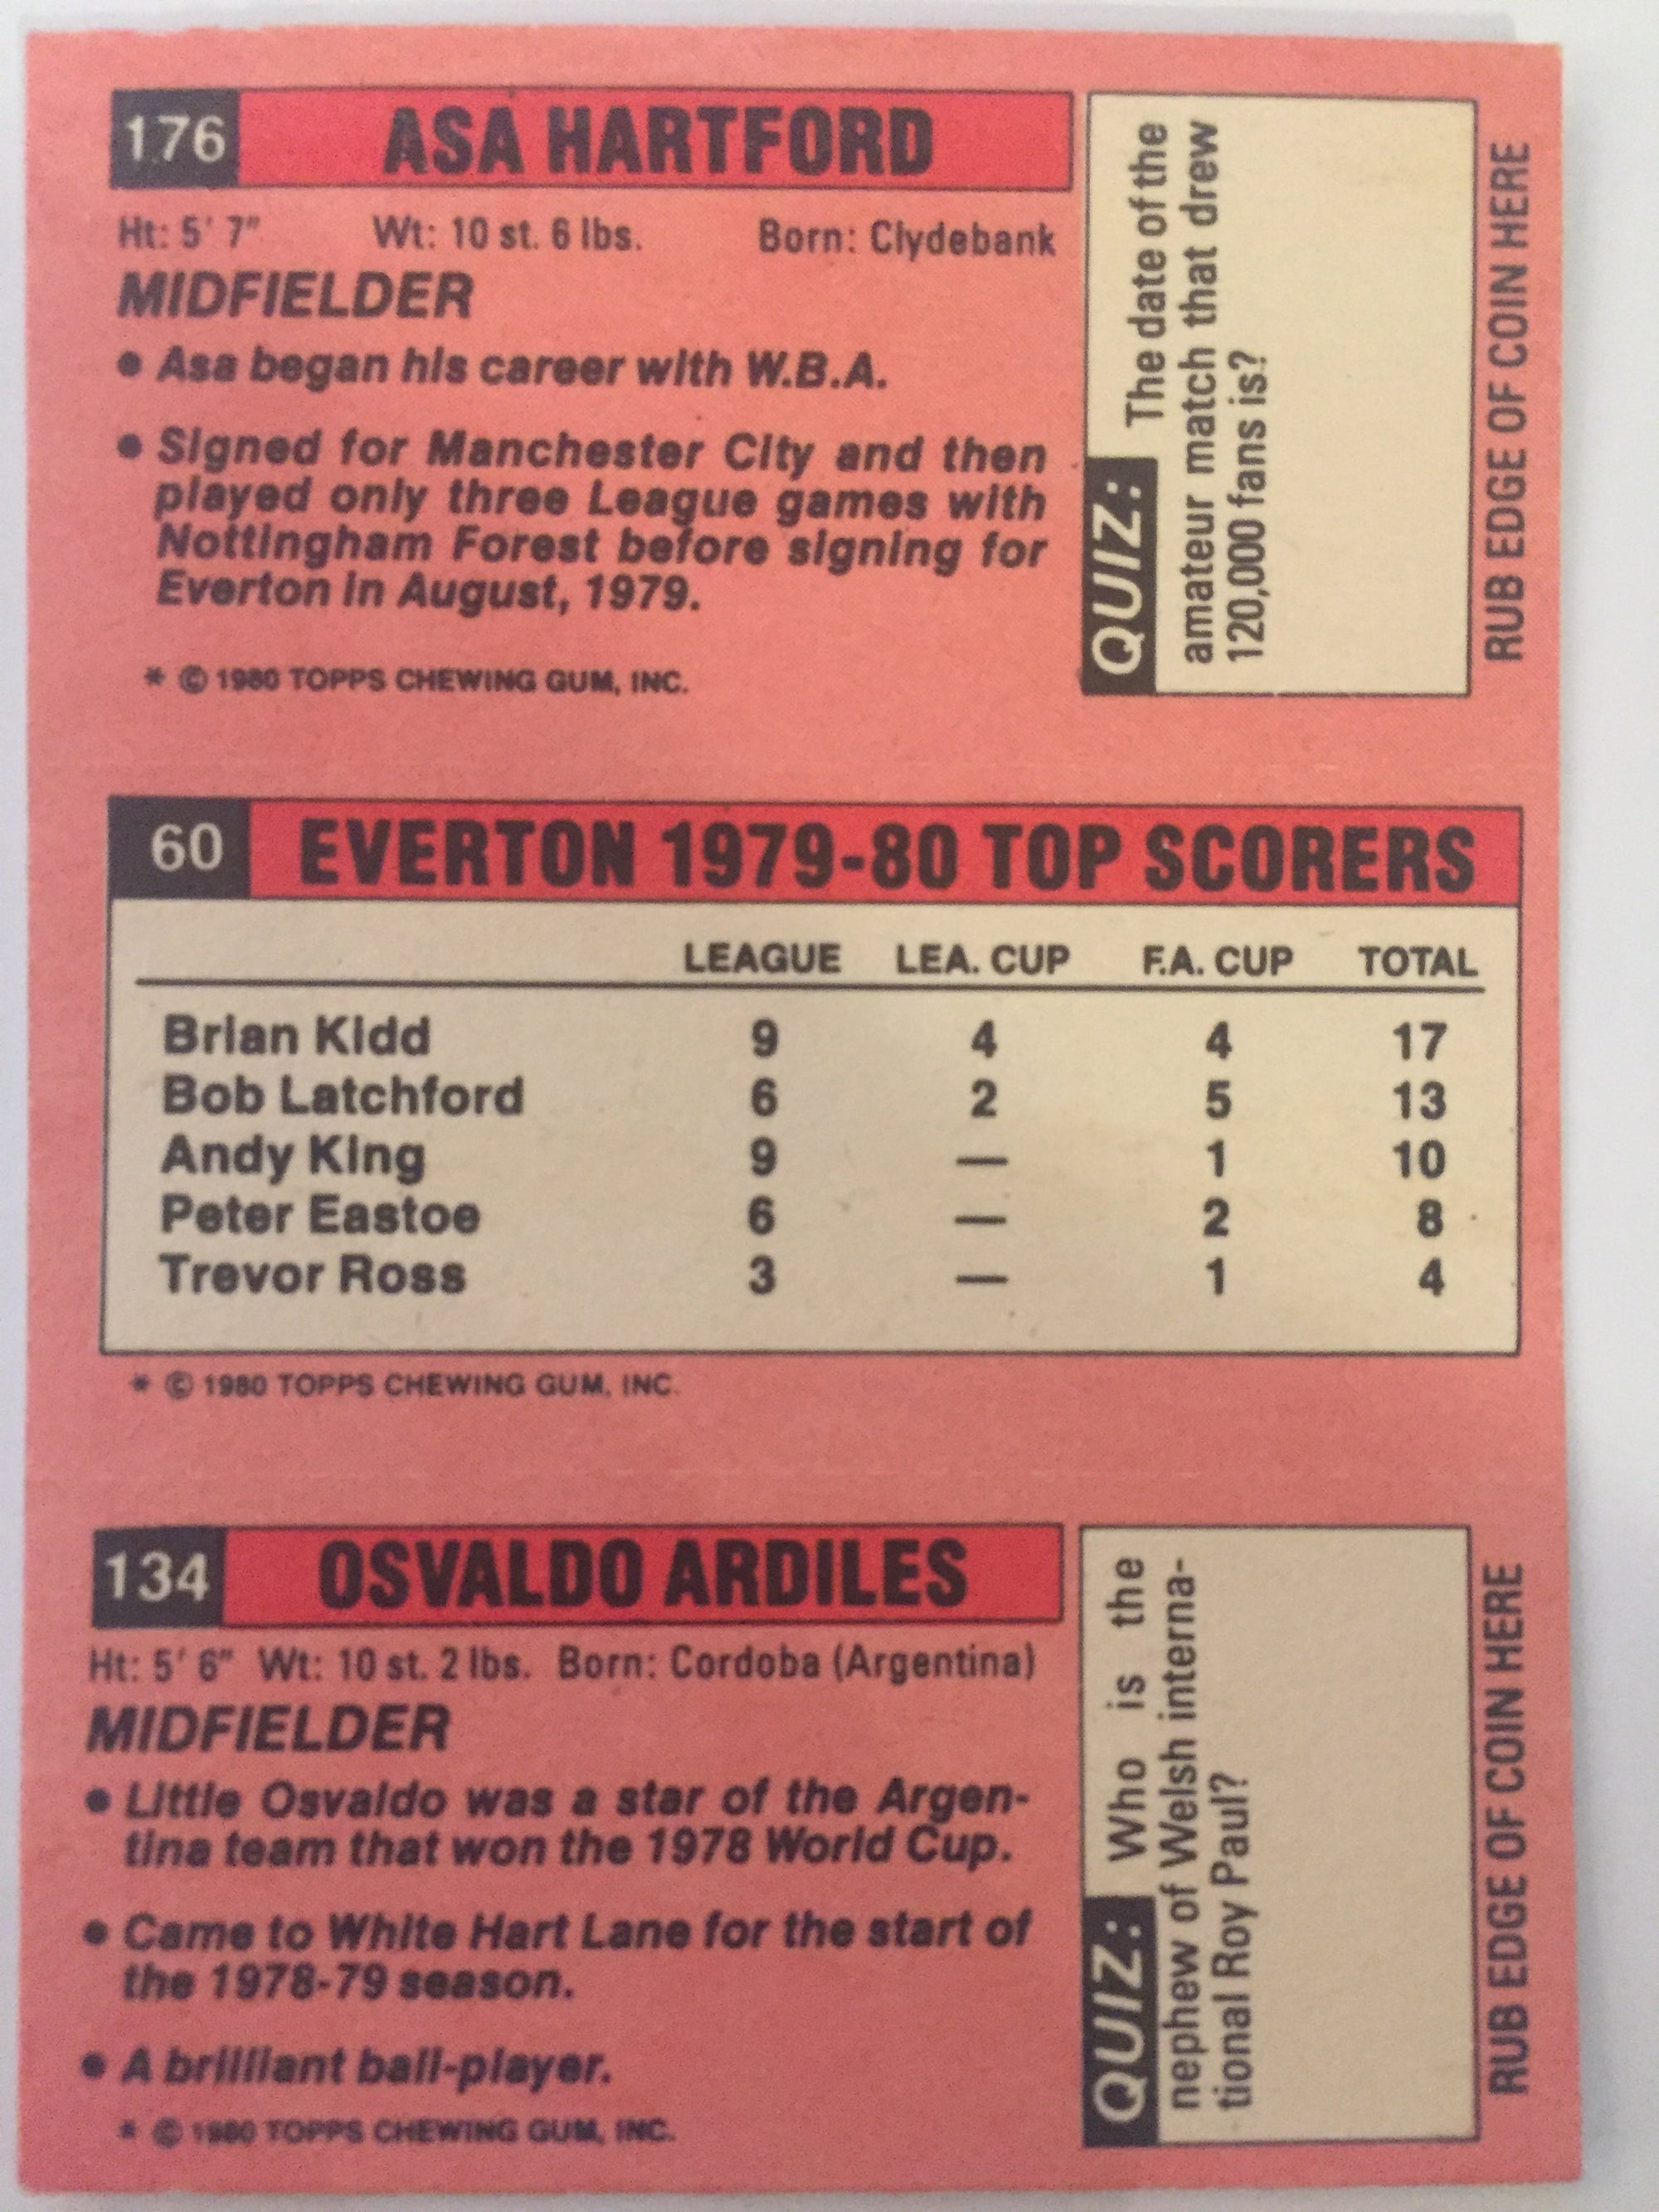 176 ASA HARTFORD
Ht: 5' 7" Wt: 10 st. 6 lbs. Born: Clydebank
MIDFIELDER
● Asa began his career with W.B.A.
● Signed for Manchester City and then
played only three League games with
Nottingham Forest before signing for
Everton in August, 1979.
* © 1980 TOPPS CHEWING GUM, INC.
QUIZ: The date of the
amateur match that drew
120,000 fans is?
RUB EDGE OF COIN HERE
60 EVERTON 1979-80 TOP SCORERS
LEAGUE LEA. CUP F.A. CUP TOTAL
Brian Kidd 9 4 4 17
Bob Latchford 6 2 5 13
Andy King 9 — 1 10
Peter Eastoe 6 — 2 8
Trevor Ross 3 — 1 4
* © 1980 TOPPS CHEWING GUM, INC.
134 OSVALDO ARDILES
Ht: 5' 6" Wt: 10 st. 2 lbs. Born: Cordoba (Argentina)
MIDFIELDER
● Little Osvaldo was a star of the Argen-
tina team that won the 1978 World Cup.
● Came to White Hart Lane for the start of
the 1978-79 season.
● A brilliant ball-player.
* © 1980 TOPPS CHEWING GUM, INC.
QUIZ: Who is the
nephew of Welsh interna-
tional Roy Paul?
RUB EDGE OF COIN HERE